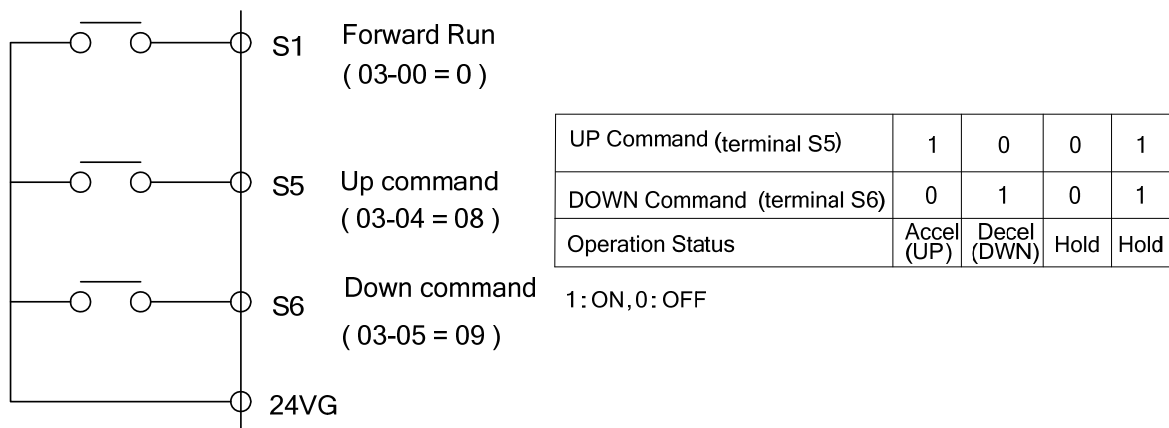 S1 Forward Run
( 03-00 = 0 )
S5 Up command
( 03-04 = 08 )
S6 Down command
( 03-05 = 09 )
24VG
UP Command (terminal S5) 1 0 0 1
DOWN Command (terminal S6) 0 1 0 1
Operation Status Accel (UP) Decel (DWN) Hold Hold
1:ON,0:OFF